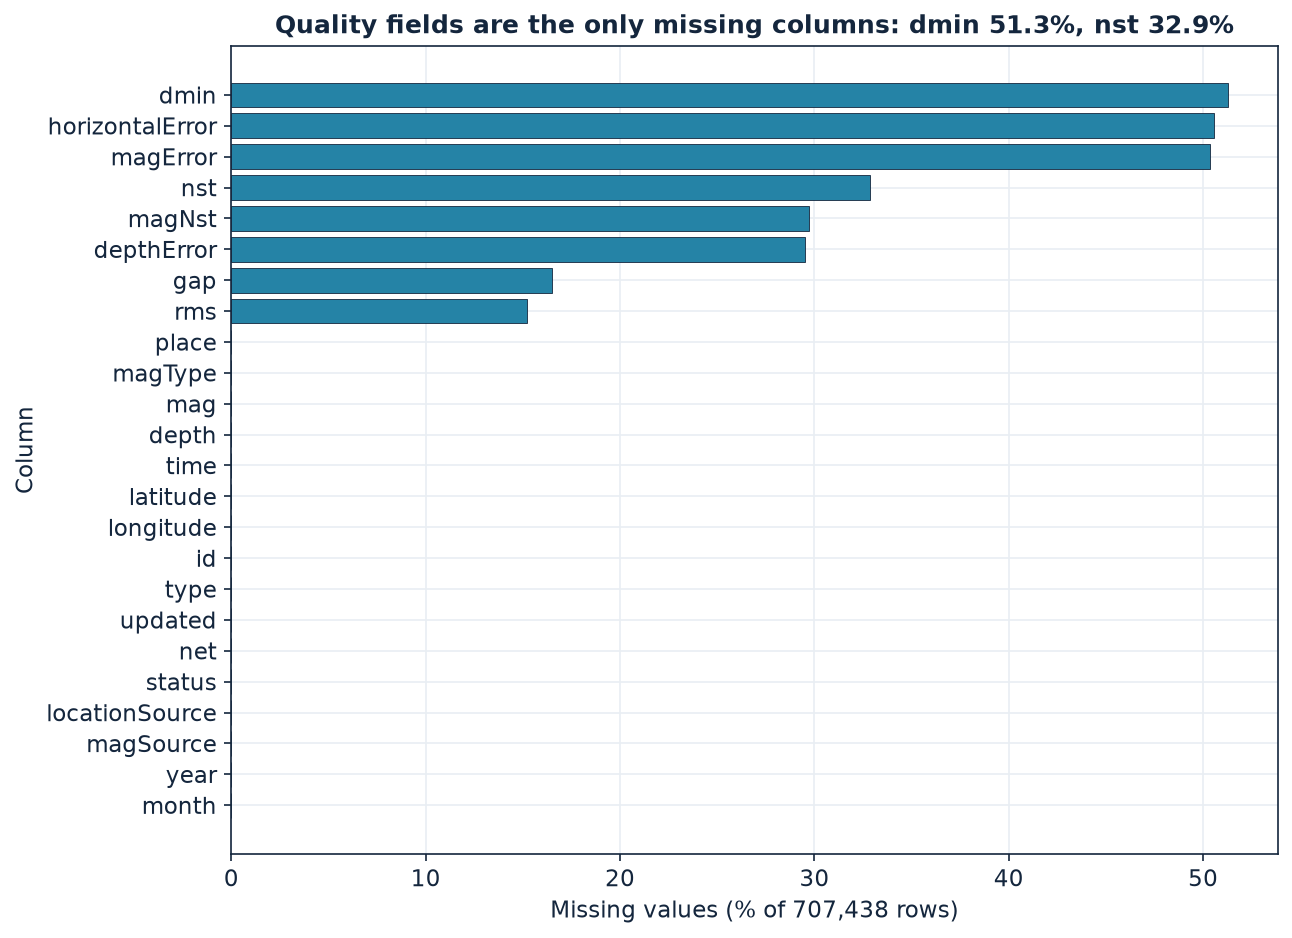 Quality fields are the only missing columns: dmin 51.3%, nst 32.9%
dmin
horizontalError
magError
nst
magNst
depthError
gap
rms
place
magType
mag
depth
time
latitude
longitude
id
type
updated
net
status
locationSource
magSource
year
month
Column
0 10 20 30 40 50
Missing values (% of 707,438 rows)